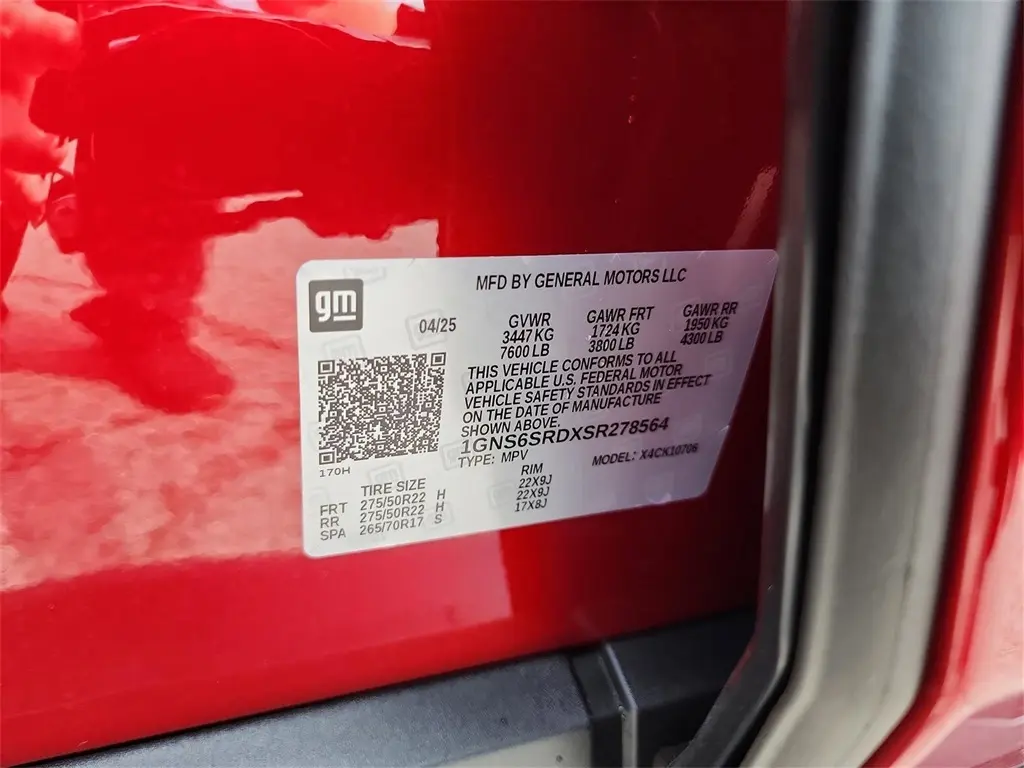 MFD BY GENERAL MOTORS LLC
gm
04/25
GVWR GAWR FRT GAWR RR
3447 KG 1724 KG 1950 KG
7600 LB 3800 LB 4300 LB
THIS VEHICLE CONFORMS TO ALL
APPLICABLE U.S. FEDERAL MOTOR
VEHICLE SAFETY STANDARDS IN EFFECT
ON THE DATE OF MANUFACTURE
SHOWN ABOVE.
1GNS6SRDXSR278564
TYPE: MPV MODEL: X4CK10706
170H
TIRE SIZE RIM
FRT 275/50R22 H 22X9J
RR 275/50R22 H 22X9J
SPA 265/70R17 S 17X8J